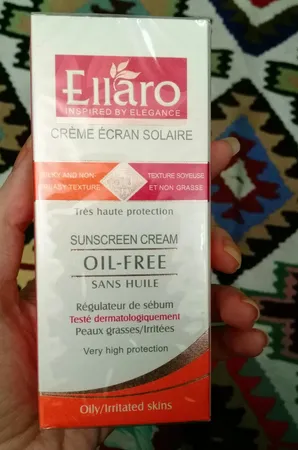 Ellaro
INSPIRED BY ELEGANCE
CRÈME ÉCRAN SOLAIRE
AND NON TEXTURE SOYEUSE
TEXTURE ET NON GRASSE
Très haute protection
SUNSCREEN CREAM
OIL-FREE
SANS HUILE
Régulateur de sébum
Testé dermatologiquement
Peaux grasses/Irritées
Very high protection
Oily/Irritated skins